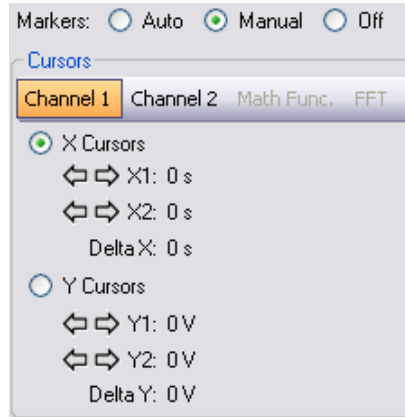 Markers: Auto Manual Off
Cursors
Channel 1 Channel 2 Math Func. FFT
X Cursors
X1: 0 s
X2: 0 s
Delta X: 0 s
Y Cursors
Y1: 0 V
Y2: 0 V
Delta Y: 0 V